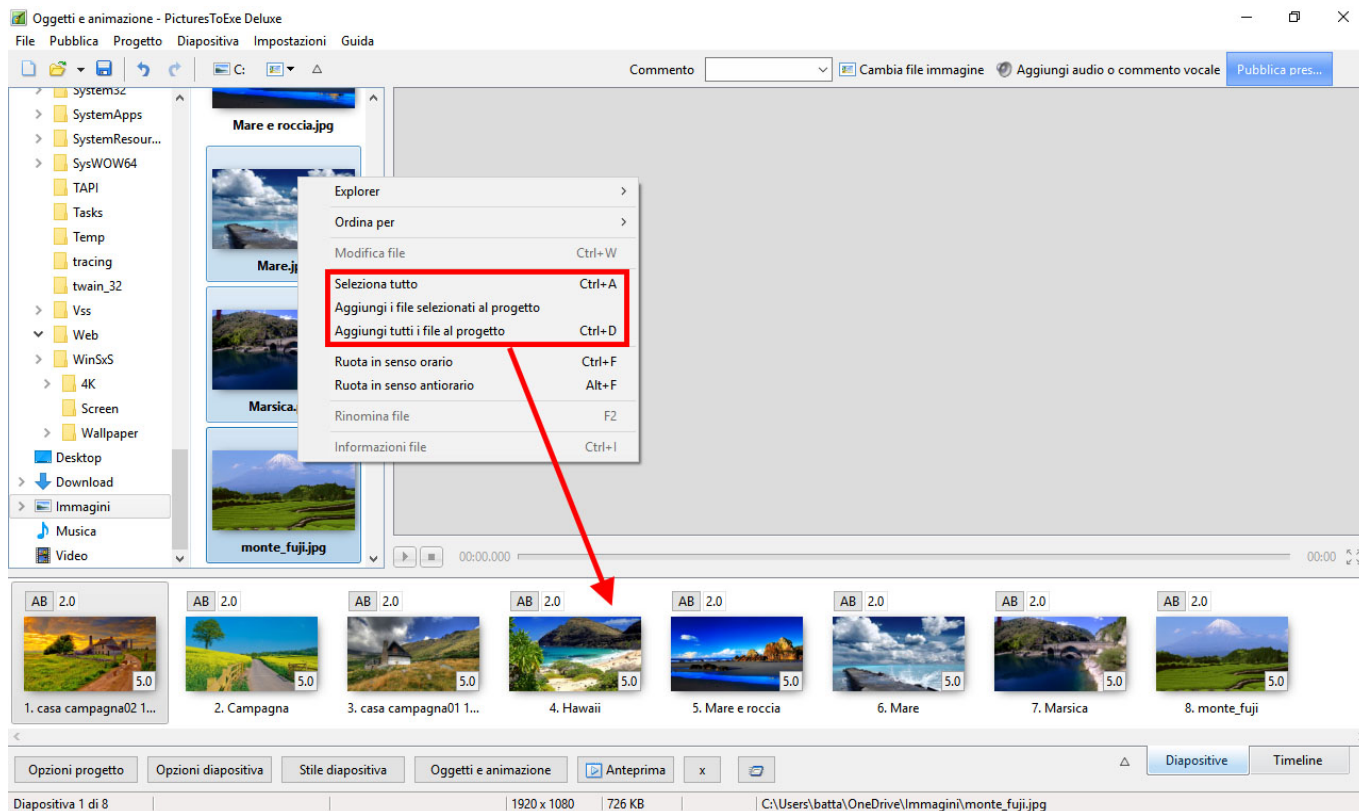 Oggetti e animazione - PicturesToExe Deluxe
File Pubblica Progetto Diapositiva Impostazioni Guida
C: Commento Cambia file immagine Aggiungi audio o commento vocale Pubblica pres...
System32
SystemApps
SystemResour...
SysWOW64
TAPI
Tasks
Temp
tracing
twain_32
Vss
Web
WinSxS
4K
Screen
Wallpaper
Desktop
Download
Immagini
Musica
Video
Mare e roccia.jpg
Mare.j
Marsica.
monte_fuji.jpg
Explorer
Ordina per
Modifica file Ctrl+W
Seleziona tutto Ctrl+A
Aggiungi i file selezionati al progetto
Aggiungi tutti i file al progetto Ctrl+D
Ruota in senso orario Ctrl+F
Ruota in senso antiorario Alt+F
Rinomina file F2
Informazioni file Ctrl+I
00:00.000 00:00
AB 2.0 AB 2.0 AB 2.0 AB 2.0 AB 2.0 AB 2.0 AB 2.0 AB 2.0
5.0 5.0 5.0 5.0 5.0 5.0 5.0 5.0
1. casa campagna02 1... 2. Campagna 3. casa campagna01 1... 4. Hawaii 5. Mare e roccia 6. Mare 7. Marsica 8. monte_fuji
Opzioni progetto Opzioni diapositiva Stile diapositiva Oggetti e animazione Anteprima x Diapositive Timeline
Diapositiva 1 di 8 1920 x 1080 726 KB C:\Users\batta\OneDrive\Immagini\monte_fuji.jpg